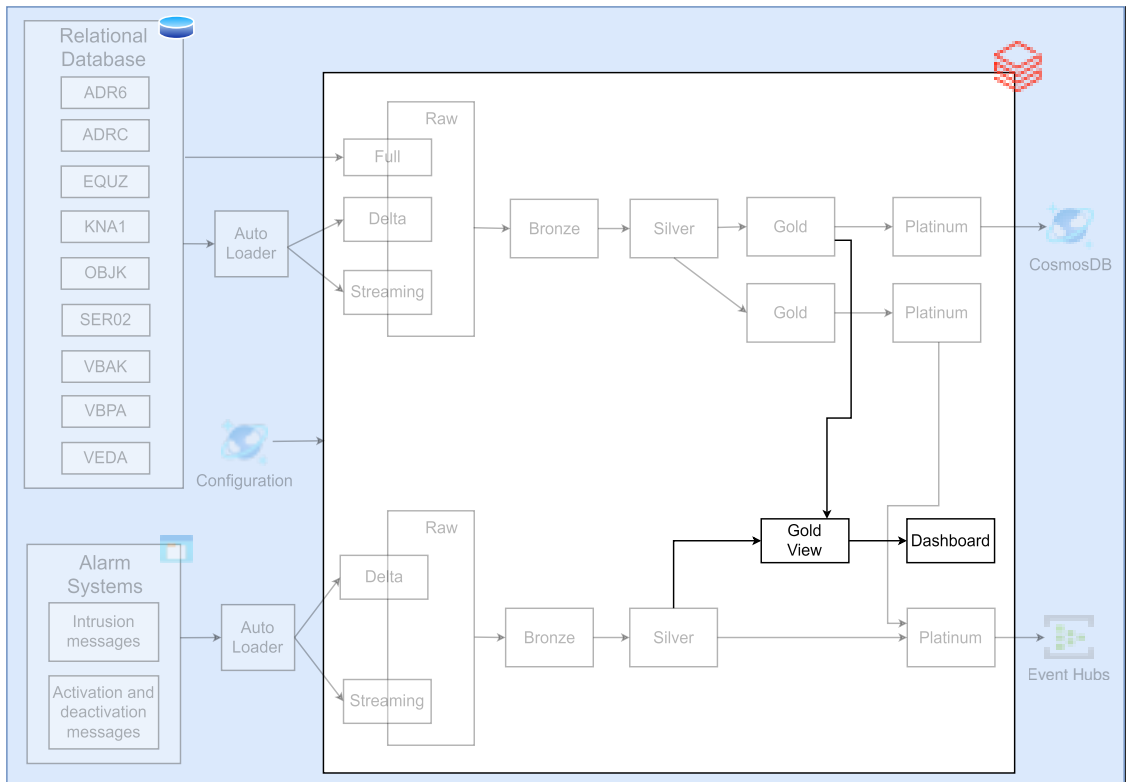 Relational
Database
ADR6
ADRC
EQUZ
KNA1
OBJK
SER02
VBAK
VBPA
VEDA
Auto
Loader
Configuration
Raw
Full
Delta
Streaming
Bronze
Silver
Gold
Platinum
CosmosDB
Gold
Platinum
Alarm
Systems
Intrusion
messages
Activation and
deactivation
messages
Auto
Loader
Raw
Delta
Streaming
Bronze
Silver
Gold
View
Dashboard
Platinum
Event Hubs